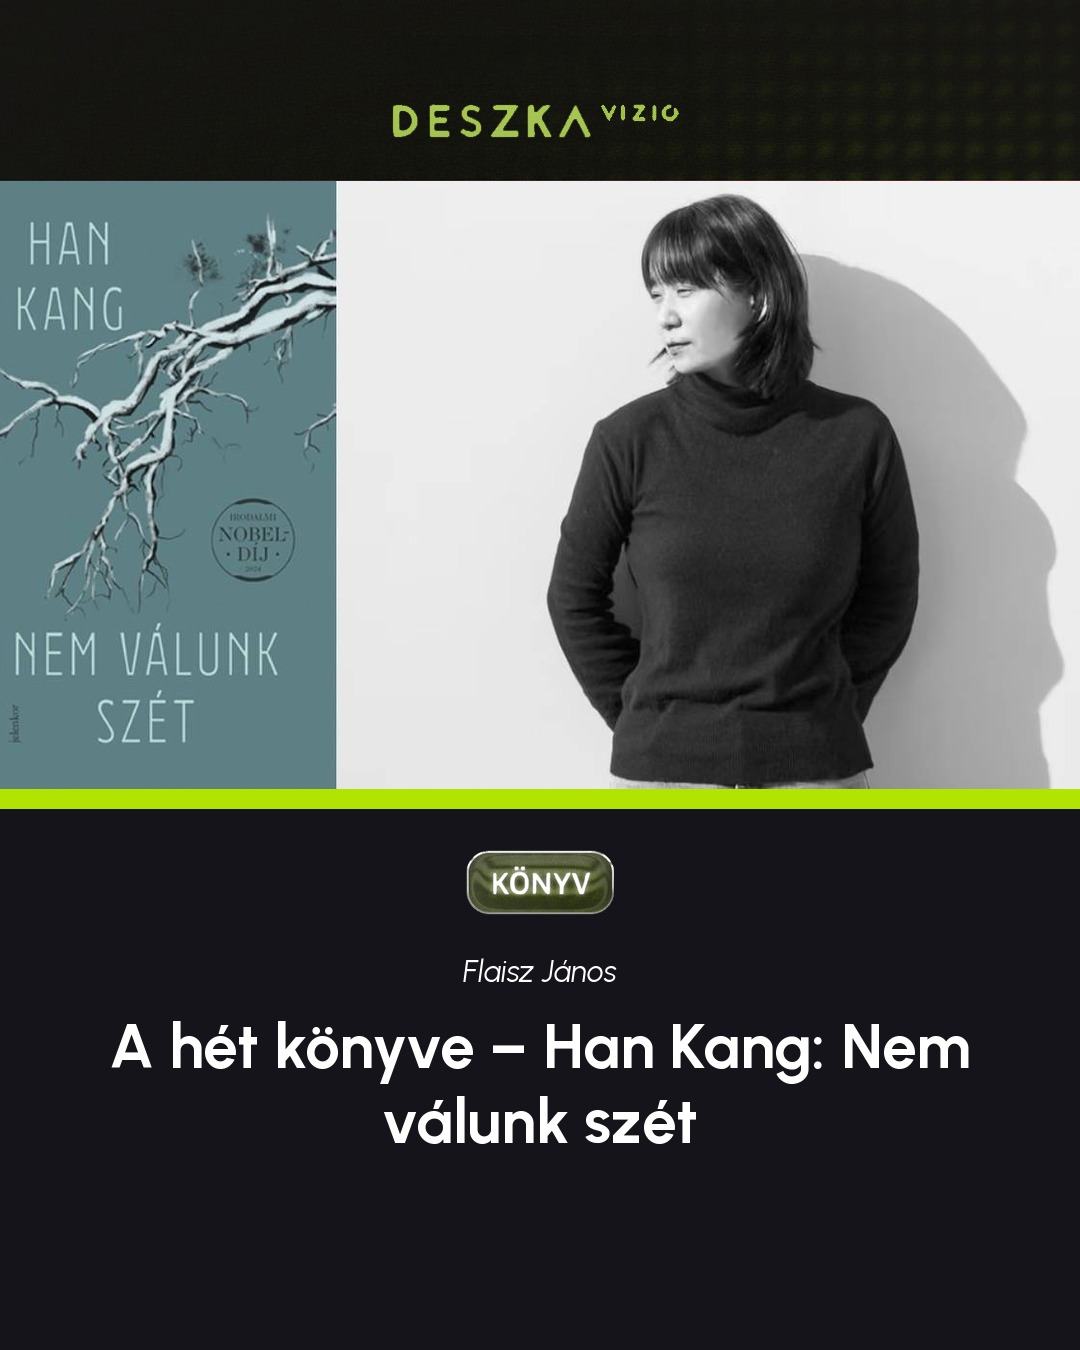 DESZKA VIZIO
HAN
KANG
IRODALMI
NOBEL-
· DÍJ ·
2024
NEM VÁLUNK
SZÉT
jelenkor
KÖNYV
Flaisz János
A hét könyve – Han Kang: Nem
válunk szét